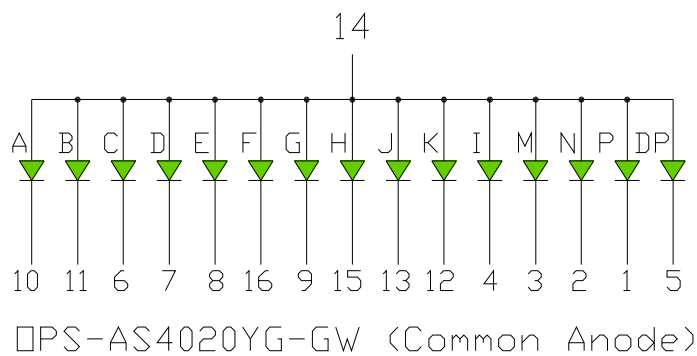 14
A B C D E F G H J K I M N P DP
10 11 6 7 8 16 9 15 13 12 4 3 2 1 5
OPS-AS4020YG-GW (Common Anode)